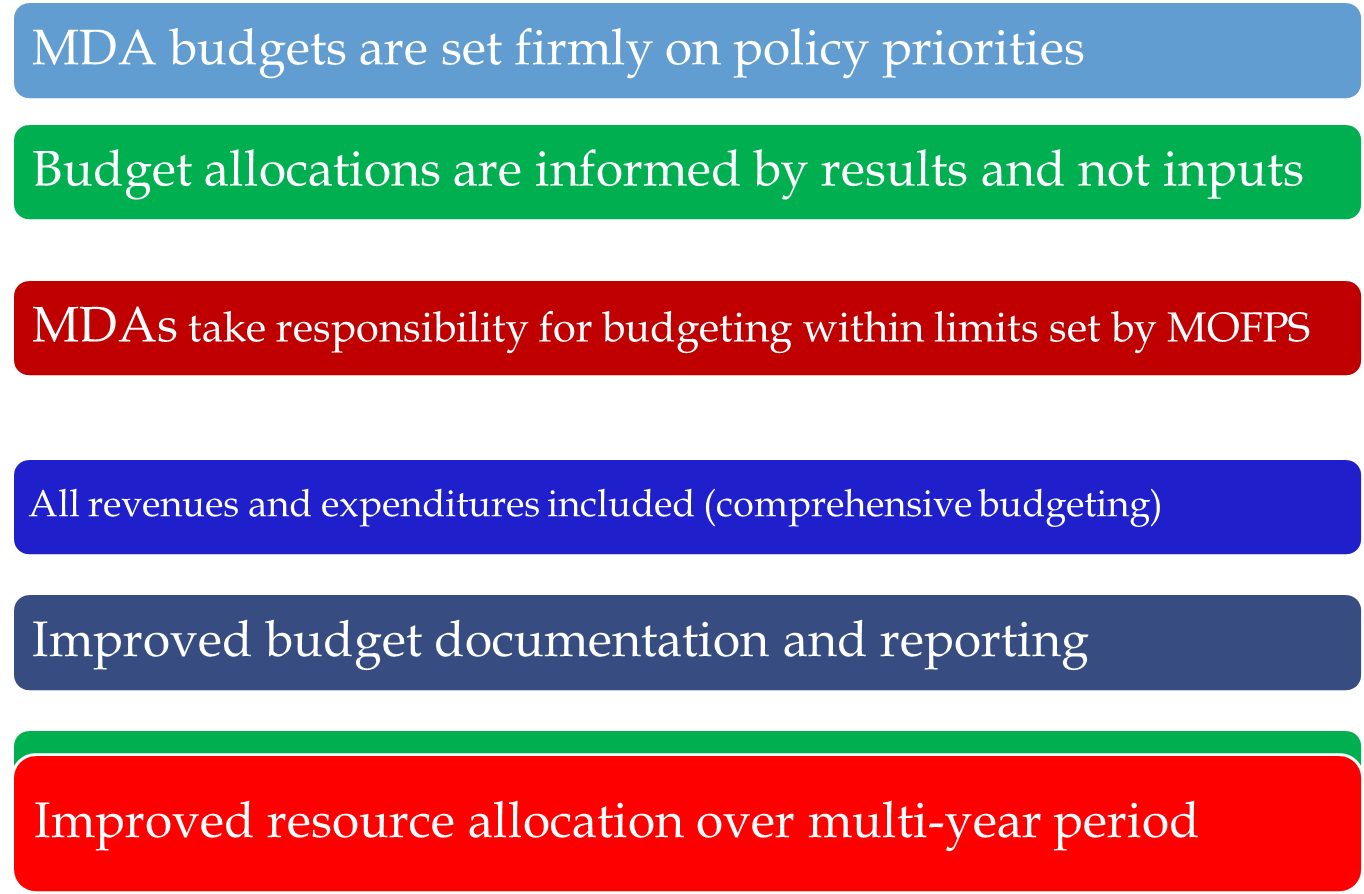 MDA budgets are set firmly on policy priorities
Budget allocations are informed by results and not inputs
MDAs take responsibility for budgeting within limits set by MOFPS
All revenues and expenditures included (comprehensive budgeting)
Improved budget documentation and reporting
Improved resource allocation over multi-year period